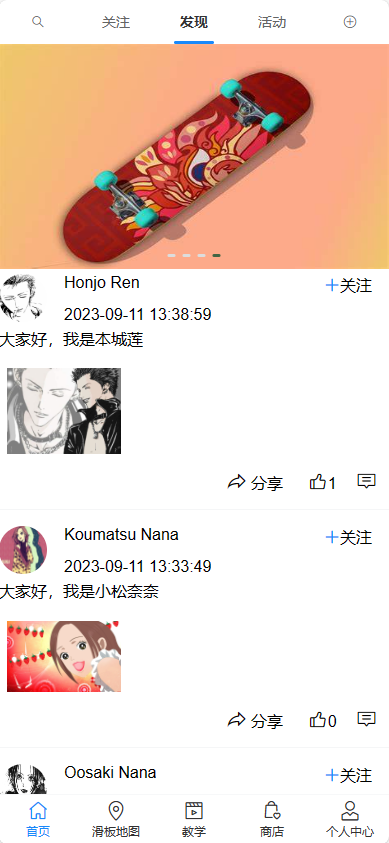 关注 发现 活动
Honjo Ren
+关注
2023-09-11 13:38:59
大家好，我是本城莲
分享 1
Koumatsu Nana
+关注
2023-09-11 13:33:49
大家好，我是小松奈奈
分享 0
Oosaki Nana
+关注
首页 滑板地图 教学 商店 个人中心